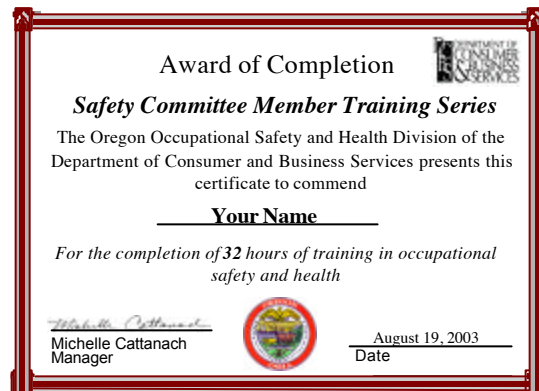 Award of Completion
DEPARTMENT OF
CONSUMER
& BUSINESS
SERVICES
Safety Committee Member Training Series
The Oregon Occupational Safety and Health Division of the
Department of Consumer and Business Services presents this
certificate to commend
Your Name
For the completion of 32 hours of training in occupational
safety and health
Michelle Cattanach
Michelle Cattanach
Manager
August 19, 2003
Date